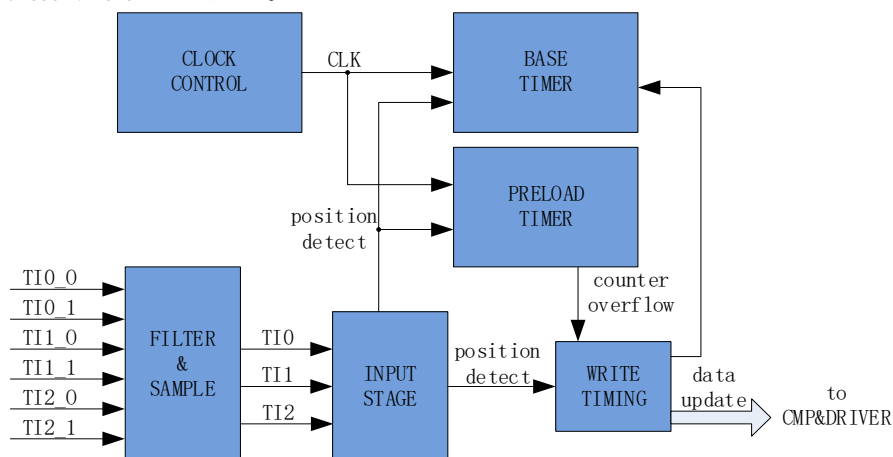 CLOCK
CONTROL
CLK
BASE
TIMER
PRELOAD
TIMER
position
detect
counter
overflow
TI0_0
TI0_1
TI1_0
TI1_1
TI2_0
TI2_1
FILTER
&
SAMPLE
TI0
TI1
TI2
INPUT
STAGE
position
detect
WRITE
TIMING
data
update
to
CMP&DRIVER